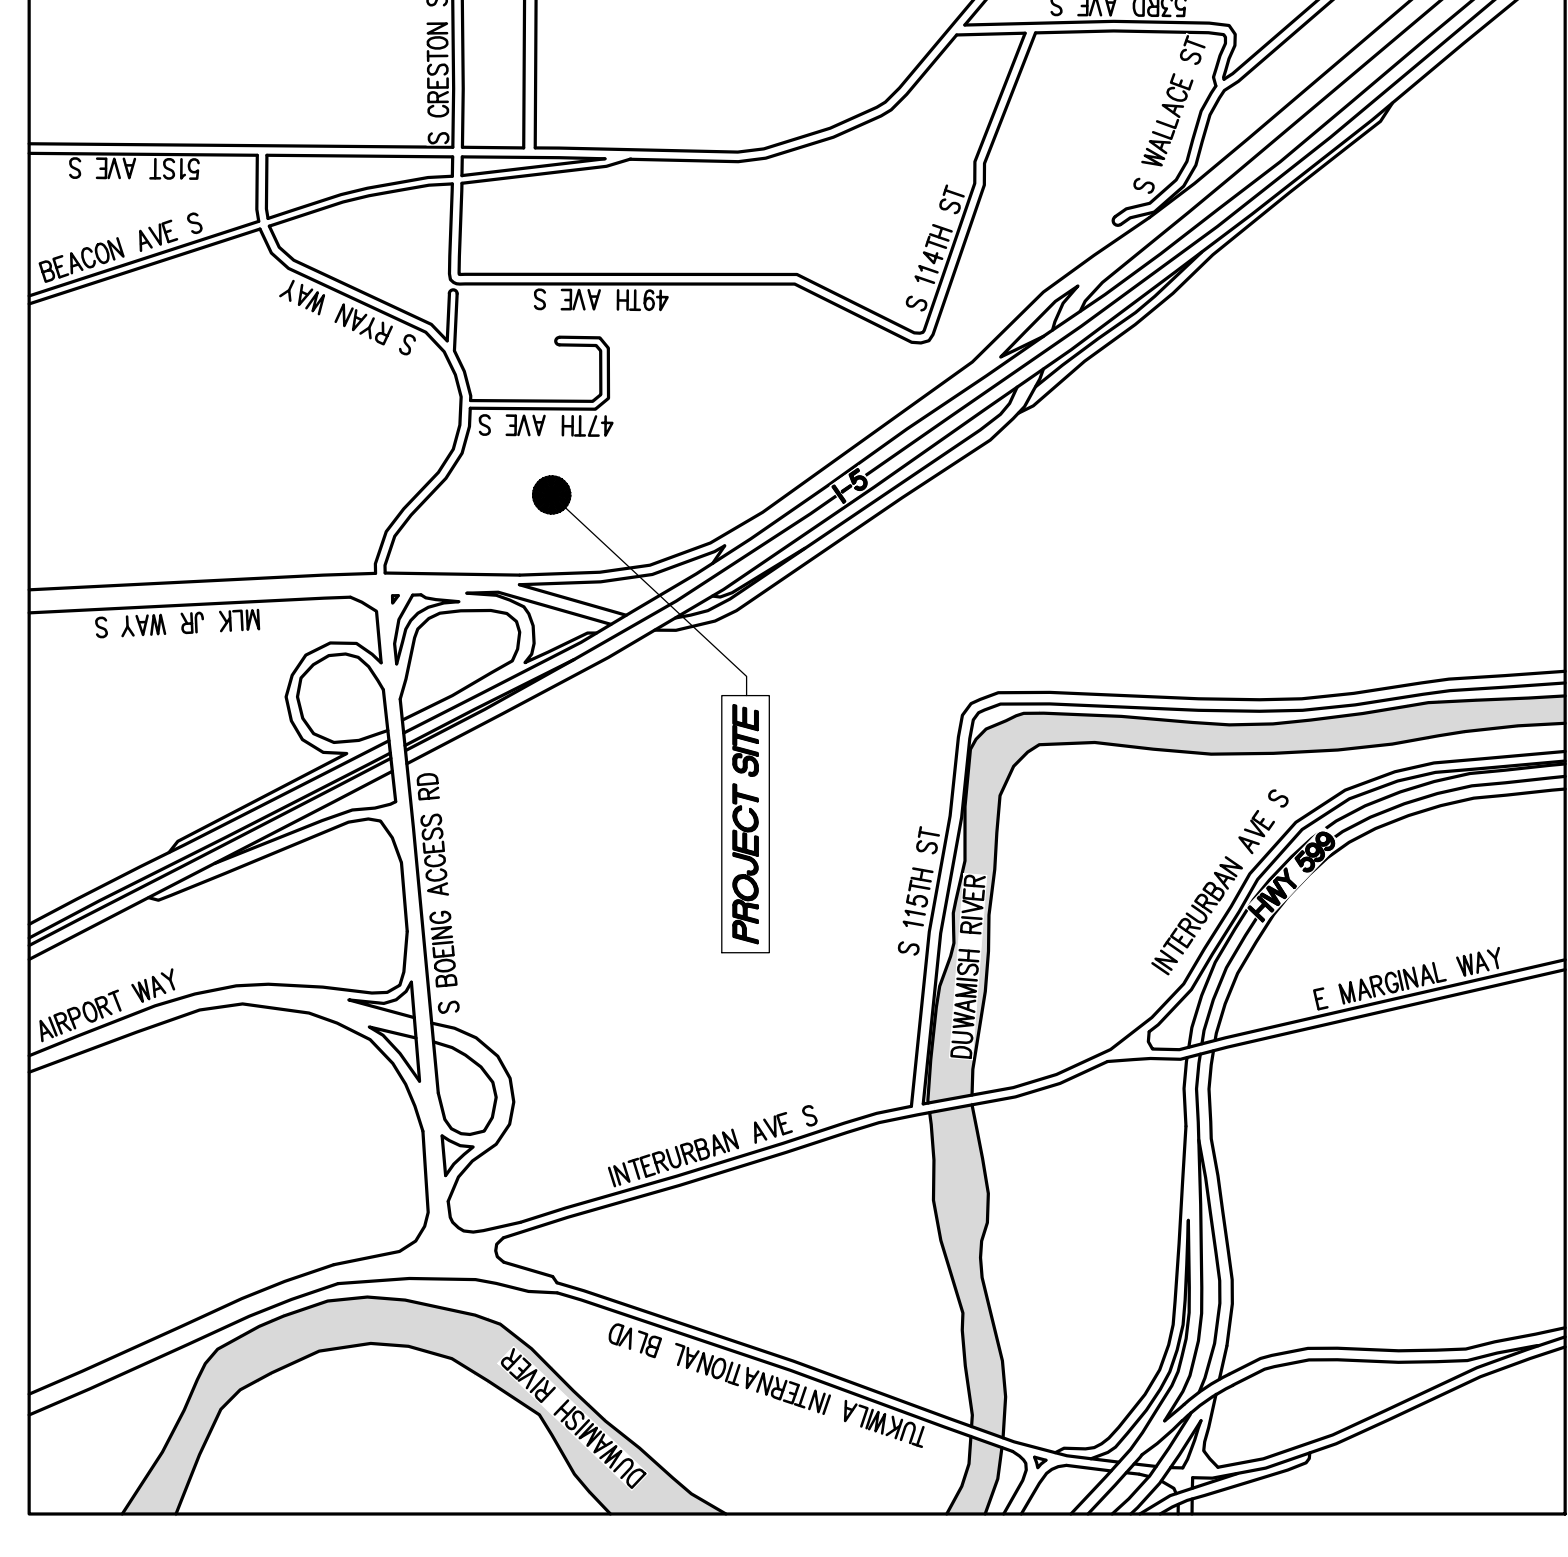 53RD AVE S
S CRESTON S
S WALLACE ST
51ST AVE S
BEACON AVE S
S 114TH ST
S RYAN WAY
49TH AVE S
47TH AVE S
I-5
MLK JR WAY S
PROJECT SITE
S BOEING ACCESS RD
S 115TH ST
DUWAMISH RIVER
INTERURBAN AVE S
HWY 599
E MARGINAL WAY
AIRPORT WAY
INTERURBAN AVE S
TUKWILA INTERNATIONAL BLVD
DUWAMISH RIVER